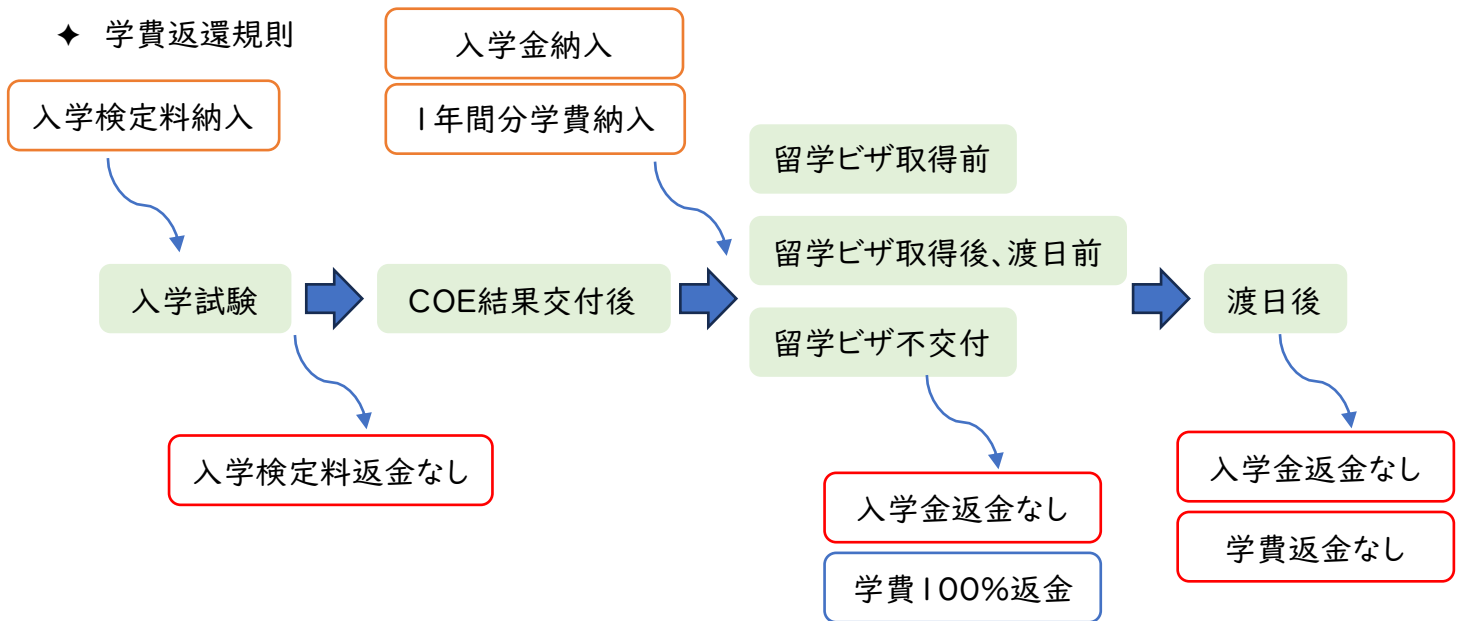 ✦ 学費返還規則
入学金納入
入学検定料納入
1年間分学費納入
留学ビザ取得前
留学ビザ取得後、渡日前
入学試験
COE結果交付後
渡日後
留学ビザ不交付
入学検定料返金なし
入学金返金なし
学費100%返金
入学金返金なし
学費返金なし